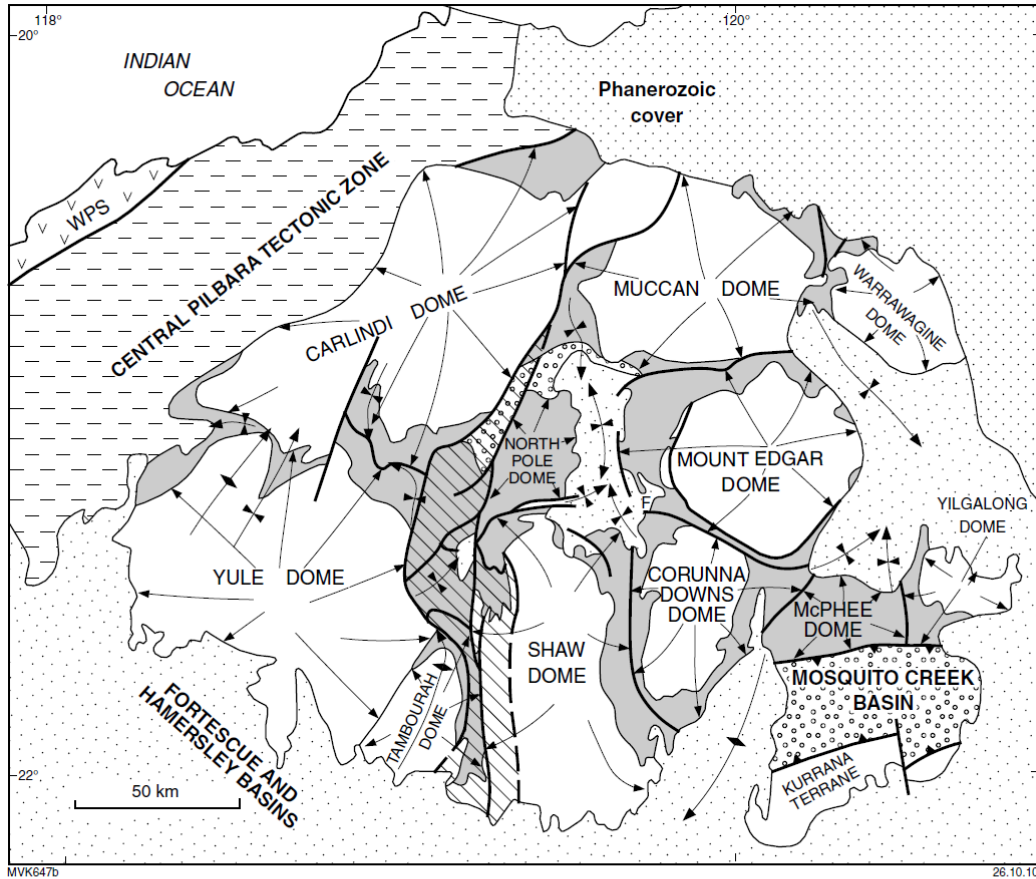 118°
120°
20°
INDIAN
OCEAN
Phanerozoic
cover
WPS
CENTRAL PILBARA TECTONIC ZONE
CARLINDI DOME
MUCCAN DOME
WARRAWAGINE
DOME
NORTH
POLE
DOME
MOUNT EDGAR
DOME
F
YILGALONG
DOME
YULE DOME
CORUNNA
DOWNS
DOME
McPHEE
DOME
SHAW
DOME
TAMBOURAH
DOME
MOSQUITO CREEK
BASIN
FORTESCUE AND
HAMERSLEY BASINS
KURRANA
TERRANE
22°
50 km
MVK647b
26.10.10